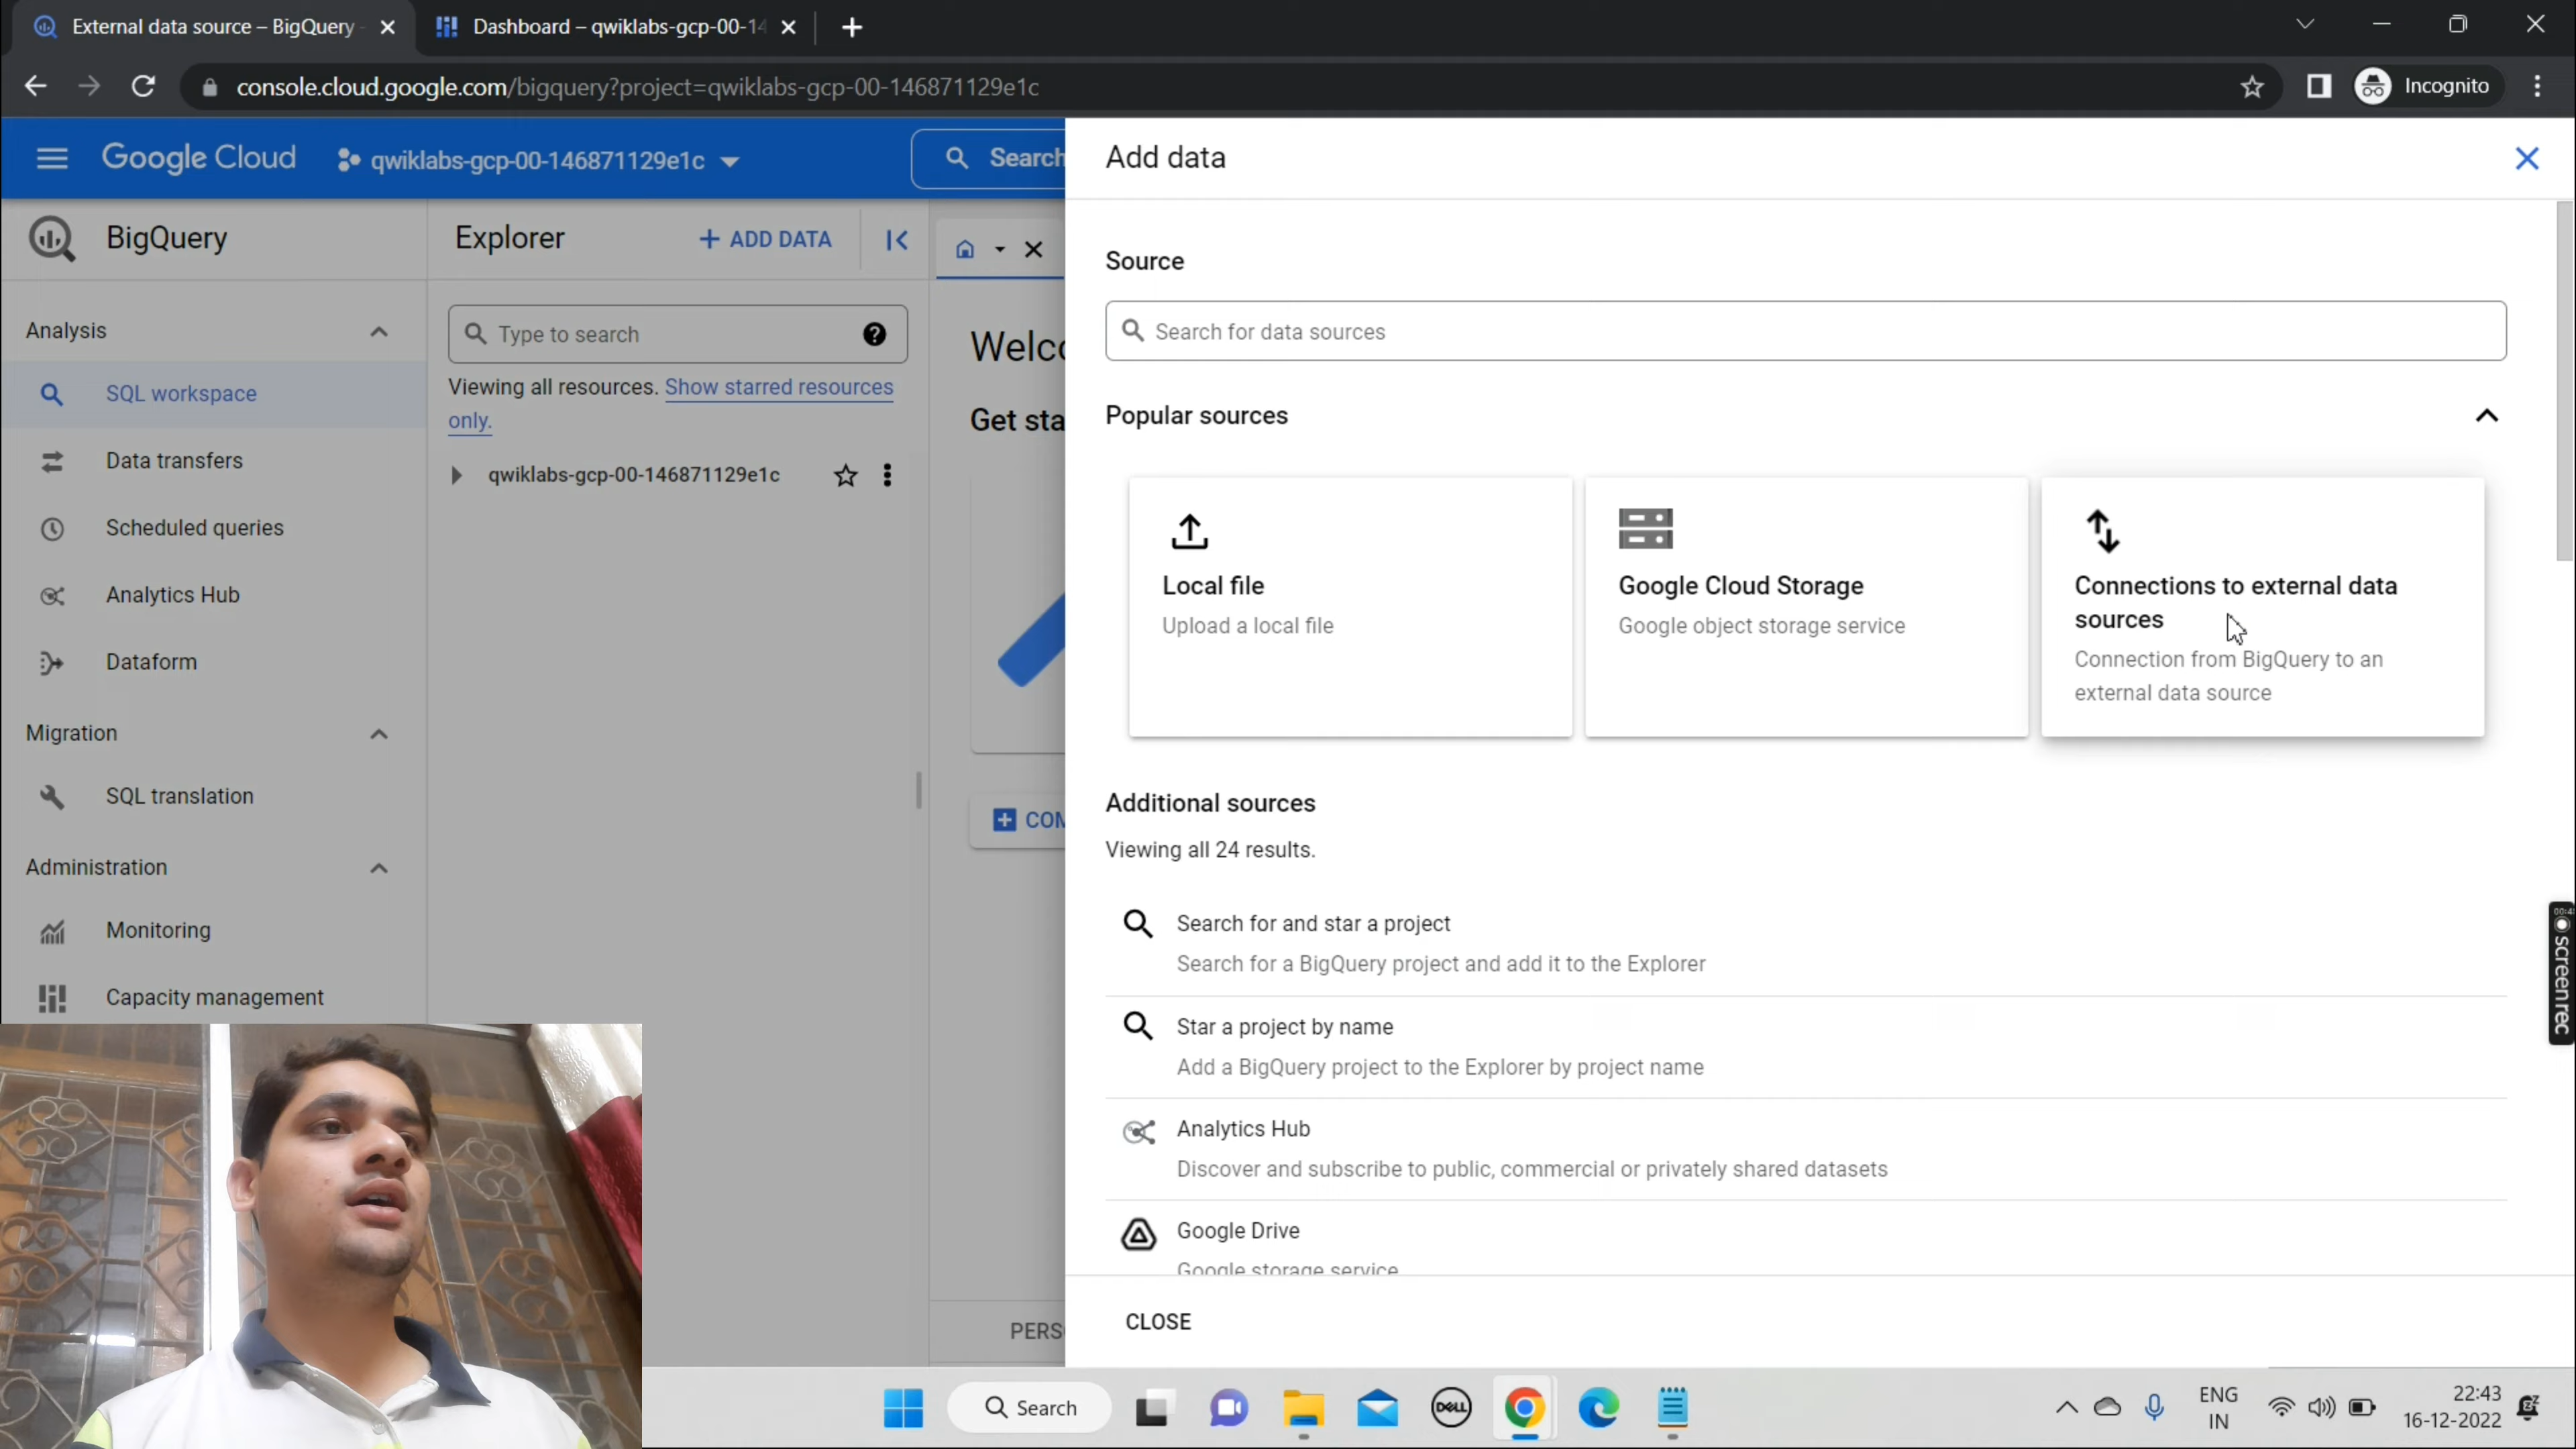 External data source – BigQuery
Dashboard – qwiklabs-gcp-00-14
console.cloud.google.com/bigquery?project=qwiklabs-gcp-00-146871129e1c
Incognito
Google Cloud
qwiklabs-gcp-00-146871129e1c
Search
Add data
BigQuery
Explorer
+ ADD DATA
Source
Search for data sources
Analysis
Type to search
Welco
SQL workspace
Viewing all resources. Show starred resources
only.
Get sta
Popular sources
Data transfers
qwiklabs-gcp-00-146871129e1c
Scheduled queries
Analytics Hub
Dataform
Local file
Upload a local file
Google Cloud Storage
Google object storage service
Connections to external data
sources
Connection from BigQuery to an
external data source
Migration
SQL translation
COM
Additional sources
Viewing all 24 results.
Administration
Monitoring
Capacity management
Search for and star a project
Search for a BigQuery project and add it to the Explorer
Star a project by name
Add a BigQuery project to the Explorer by project name
Analytics Hub
Discover and subscribe to public, commercial or privately shared datasets
Google Drive
Google storage service
screenrec
PERS
CLOSE
Search
DELL
ENG
IN
22:43
16-12-2022